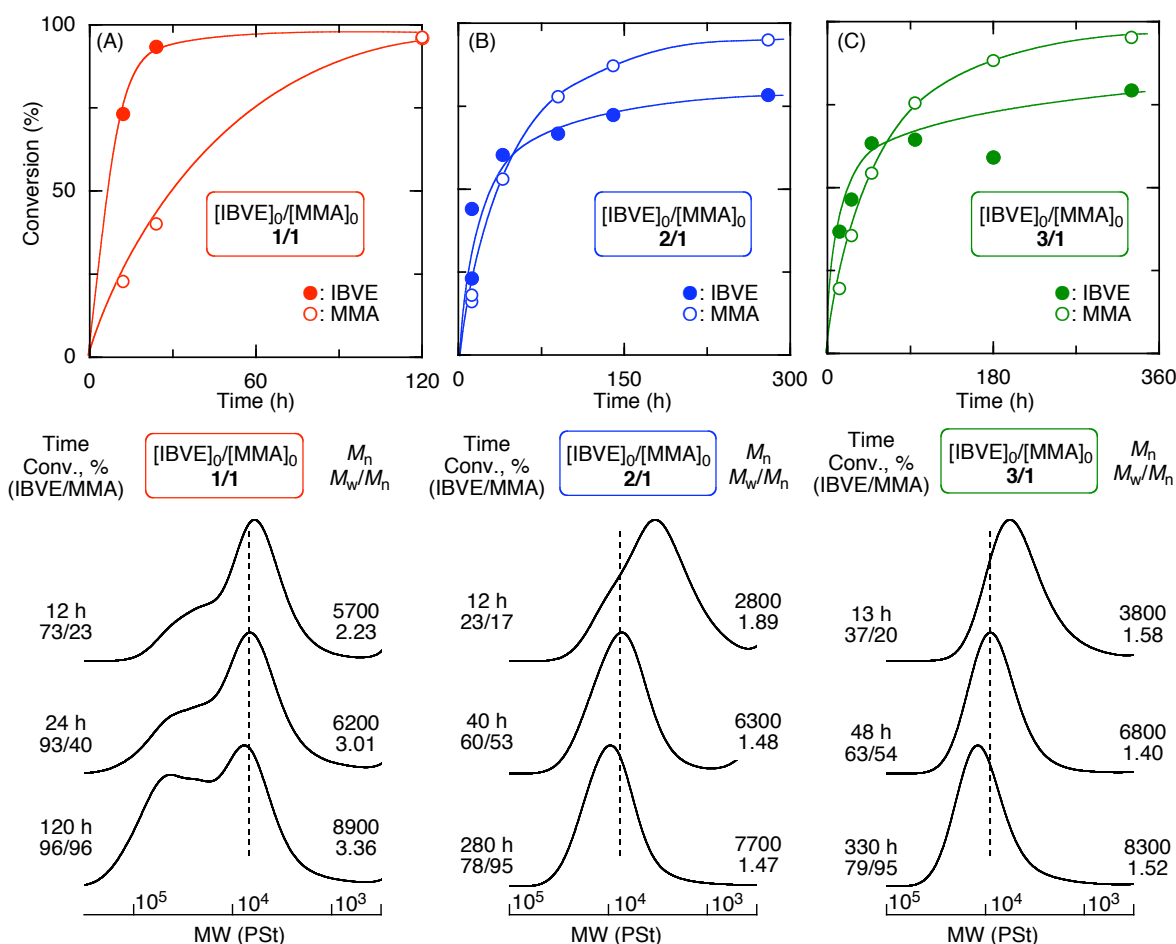 (A)
100
50
0
Conversion (%)
[IBVE]0/[MMA]0
1/1
●: IBVE
○: MMA
0 60 120
Time (h)
(B)
[IBVE]0/[MMA]0
2/1
●: IBVE
○: MMA
0 150 300
Time (h)
(C)
[IBVE]0/[MMA]0
3/1
●: IBVE
○: MMA
0 180 360
Time (h)
Time
Conv., %
(IBVE/MMA)
[IBVE]0/[MMA]0
1/1
Mn
Mw/Mn
12 h
73/23
5700
2.23
24 h
93/40
6200
3.01
120 h
96/96
8900
3.36
10^5 10^4 10^3
MW (PSt)
Time
Conv., %
(IBVE/MMA)
[IBVE]0/[MMA]0
2/1
Mn
Mw/Mn
12 h
23/17
2800
1.89
40 h
60/53
6300
1.48
280 h
78/95
7700
1.47
10^5 10^4 10^3
MW (PSt)
Time
Conv., %
(IBVE/MMA)
[IBVE]0/[MMA]0
3/1
Mn
Mw/Mn
13 h
37/20
3800
1.58
48 h
63/54
6800
1.40
330 h
79/95
8300
1.52
10^5 10^4 10^3
MW (PSt)